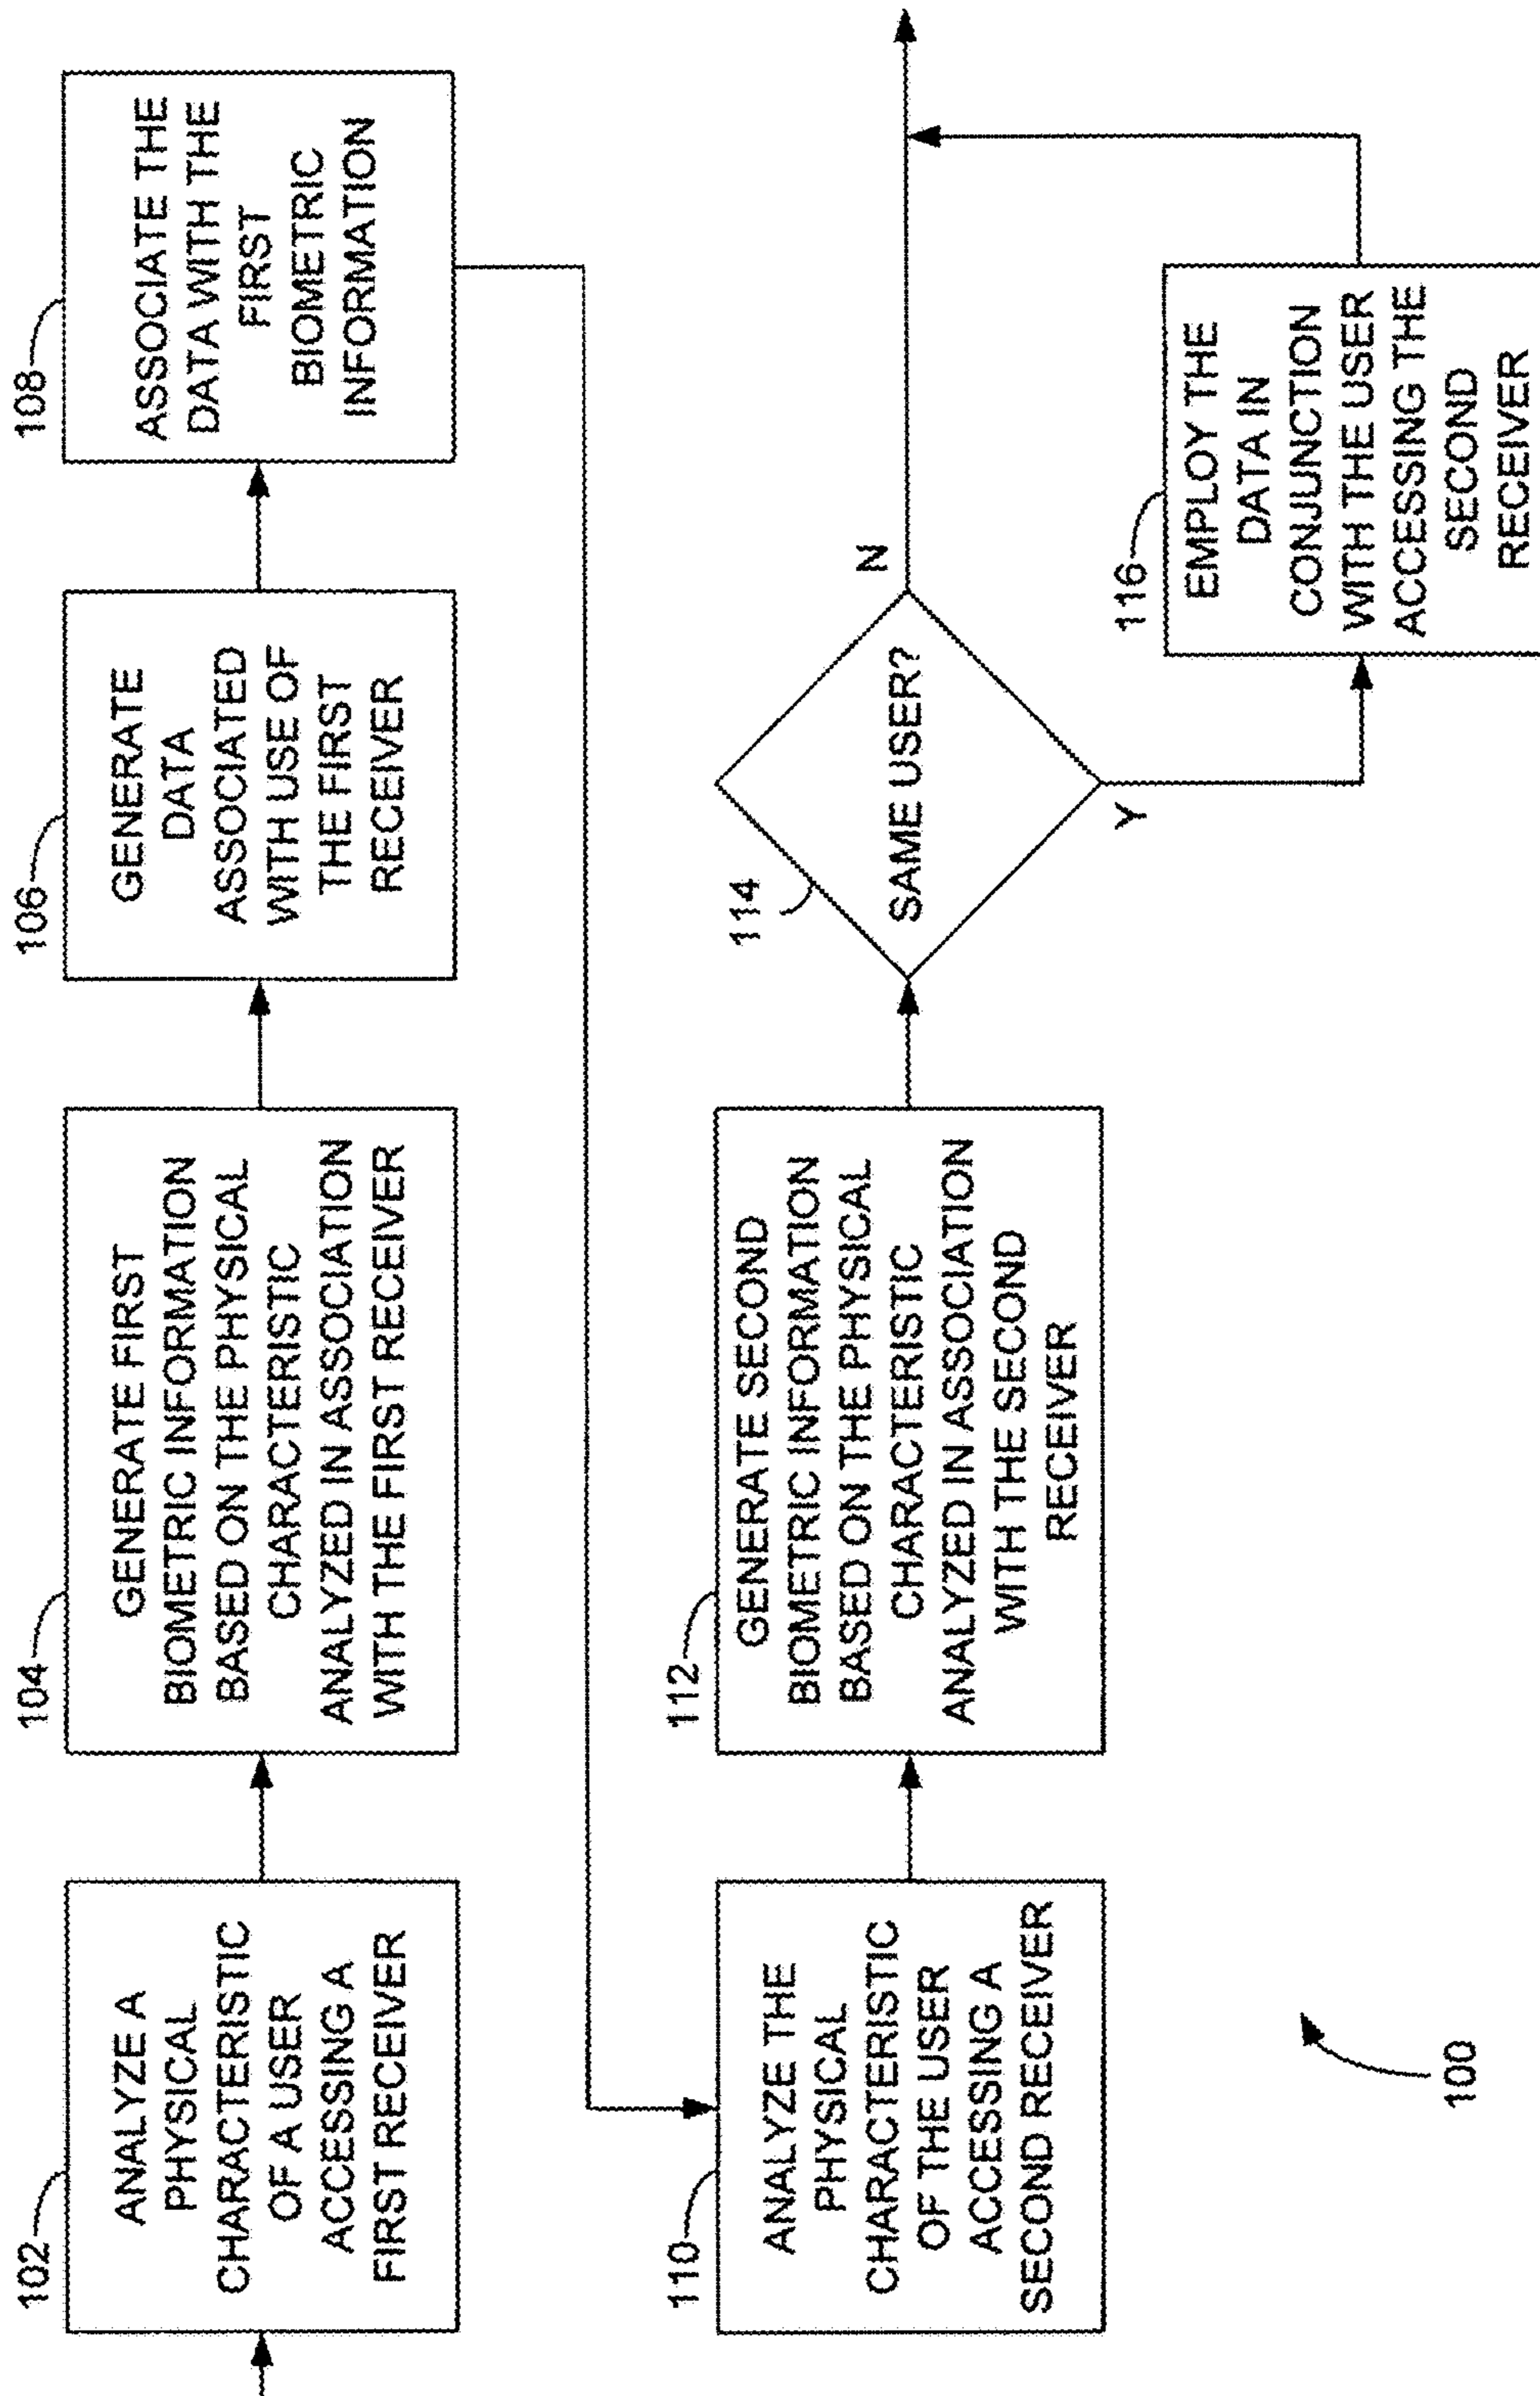 102
ANALYZE A
PHYSICAL
CHARACTERISTIC
OF A USER
ACCESSING A
FIRST RECEIVER
104
GENERATE FIRST
BIOMETRIC INFORMATION
BASED ON THE PHYSICAL
CHARACTERISTIC
ANALYZED IN ASSOCIATION
WITH THE FIRST RECEIVER
106
GENERATE
DATA
ASSOCIATED
WITH USE OF
THE FIRST
RECEIVER
108
ASSOCIATE THE
DATA WITH THE
FIRST
BIOMETRIC
INFORMATION
110
ANALYZE THE
PHYSICAL
CHARACTERISTIC
OF THE USER
ACCESSING A
SECOND RECEIVER
112
GENERATE SECOND
BIOMETRIC INFORMATION
BASED ON THE PHYSICAL
CHARACTERISTIC
ANALYZED IN ASSOCIATION
WITH THE SECOND
RECEIVER
114
SAME USER?
N
Y
116
EMPLOY THE
DATA IN
CONJUNCTION
WITH THE USER
ACCESSING THE
SECOND
RECEIVER
100